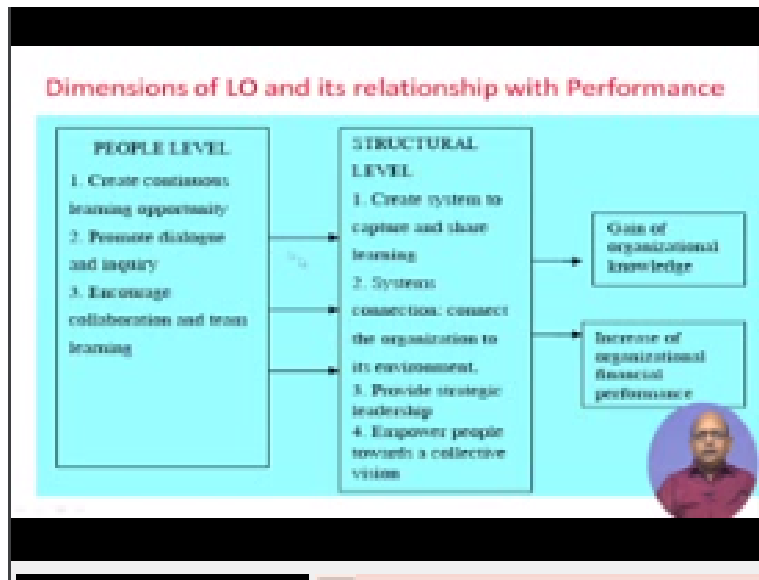 Dimensions of LO and its relationship with Performance
PEOPLE LEVEL
1. Create continuous
learning opportunity
2. Promote dialogue
and inquiry
3. Encourage
collaboration and team
learning
STRUCTURAL
LEVEL
1. Create system to
capture and share
learning
2. Systems
connection: connect
the organization to
its environment.
3. Provide strategic
leadership
4. Empower people
towards a collective
vision
Gain of
organizational
knowledge
Increase of
organizational
financial
performance